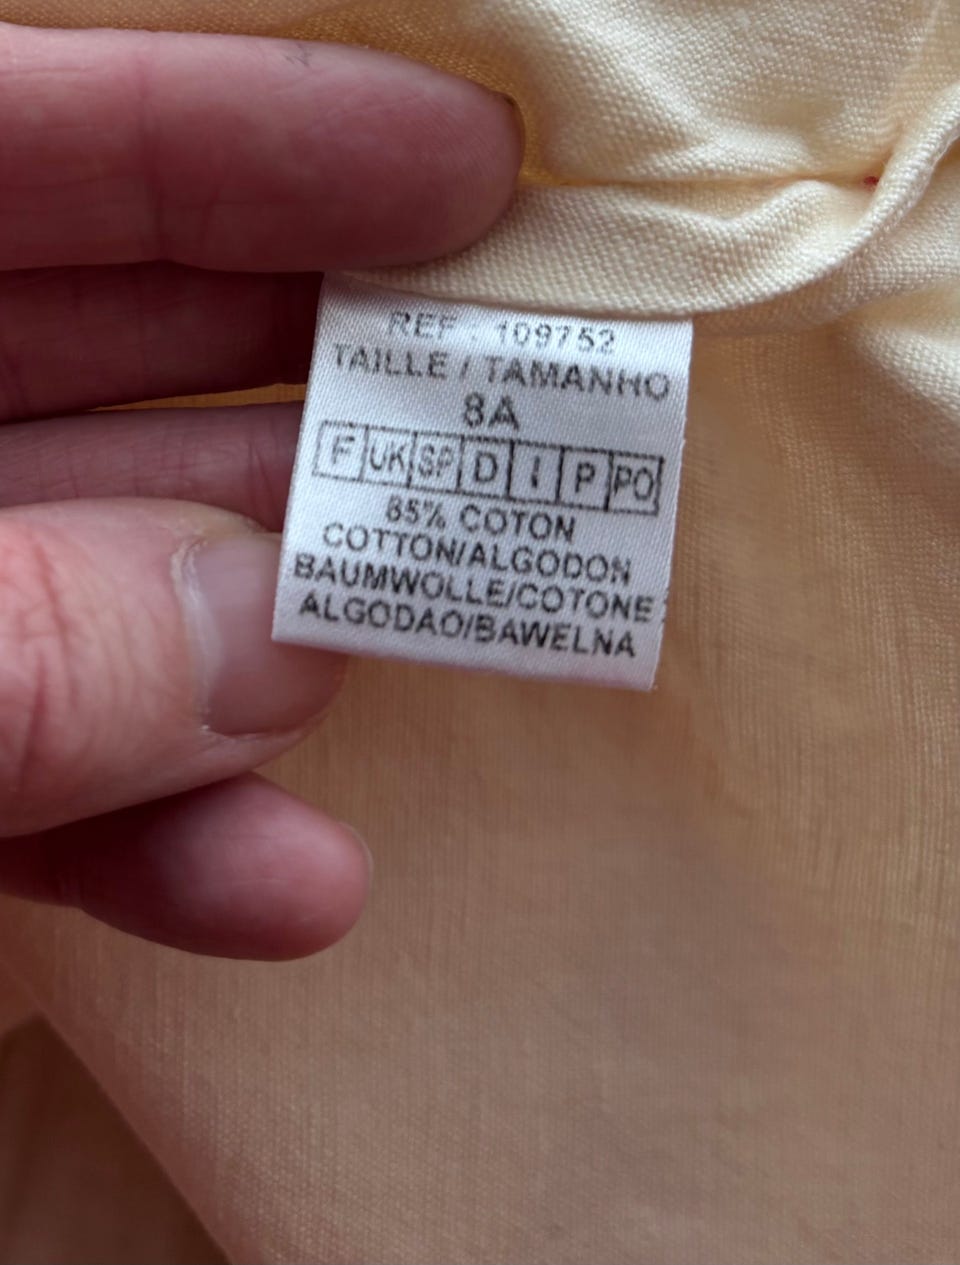 REF : 109752
TAILLE / TAMANHO
8A
F UK SP D I P PO
85% COTON
COTTON/ALGODON
BAUMWOLLE/COTONE
ALGODAO/BAWELNA